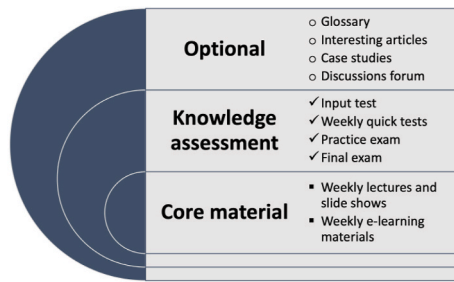 Optional
o Glossary
o Interesting articles
o Case studies
o Discussions forum
Knowledge
assessment
✓ Input test
✓ Weekly quick tests
✓ Practice exam
✓ Final exam
Core material
▪ Weekly lectures and
slide shows
▪ Weekly e-learning
materials